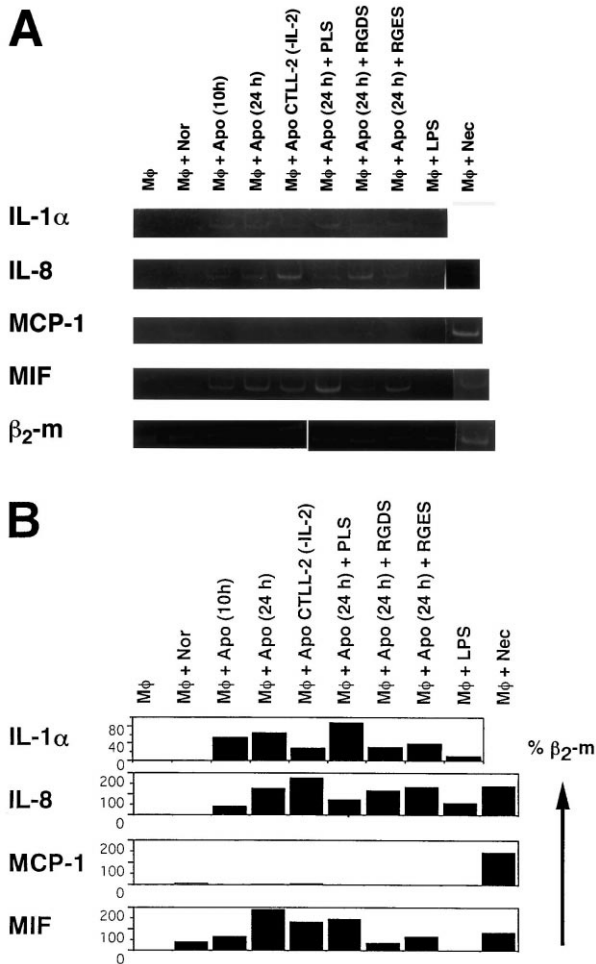 A
Mϕ
Mϕ + Nor
Mϕ + Apo (10h)
Mϕ + Apo (24 h)
Mϕ + Apo CTLL-2 (-IL-2)
Mϕ + Apo (24 h) + PLS
Mϕ + Apo (24 h) + RGDS
Mϕ + Apo (24 h) + RGES
Mϕ + LPS
Mϕ + Nec
IL-1α
IL-8
MCP-1
MIF
β₂-m
B
Mϕ
Mϕ + Nor
Mϕ + Apo (10h)
Mϕ + Apo (24 h)
Mϕ + Apo CTLL-2 (-IL-2)
Mϕ + Apo (24 h) + PLS
Mϕ + Apo (24 h) + RGDS
Mϕ + Apo (24 h) + RGES
Mϕ + LPS
Mϕ + Nec
IL-1α
80
40
0
% β₂-m
IL-8
200
100
0
MCP-1
200
100
0
MIF
200
100
0